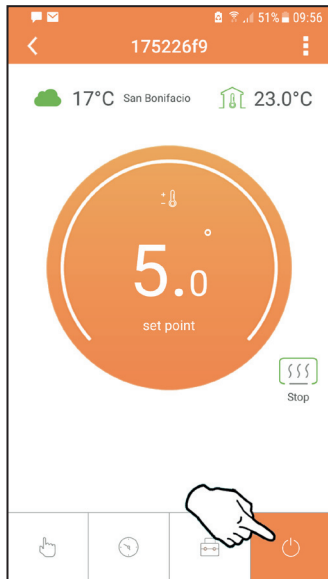 51% 09:56
175226f9
17°C San Bonifacio 23.0°C
5.0°
set point
Stop